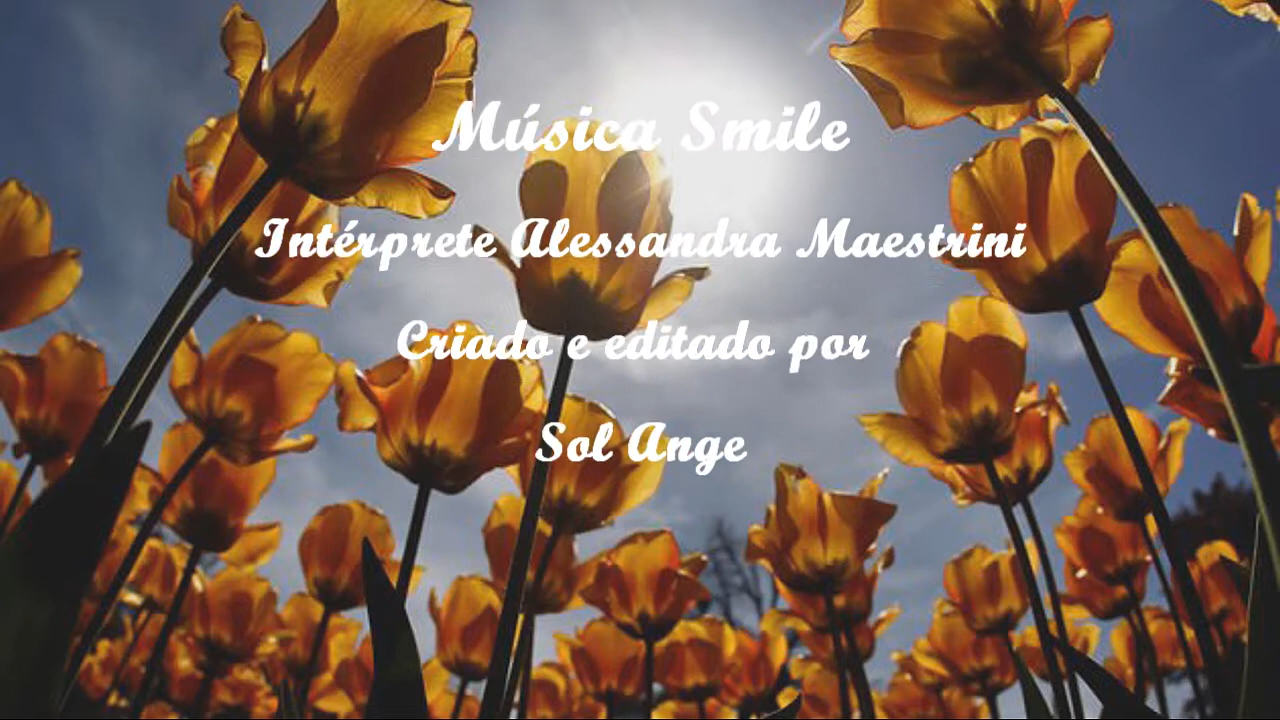 Música Smile
Intérprete Alessandra Maestrini
Criado e editado por
Sol Ange